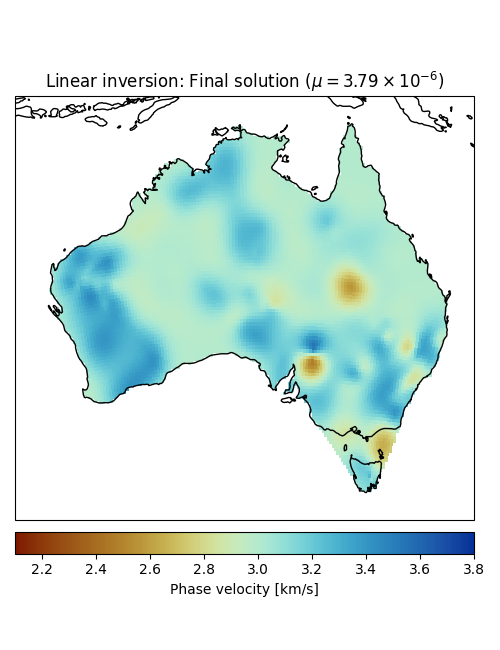 Linear inversion: Final solution (μ = 3.79 × 10⁻⁶)
2.2 2.4 2.6 2.8 3.0 3.2 3.4 3.6 3.8
Phase velocity [km/s]